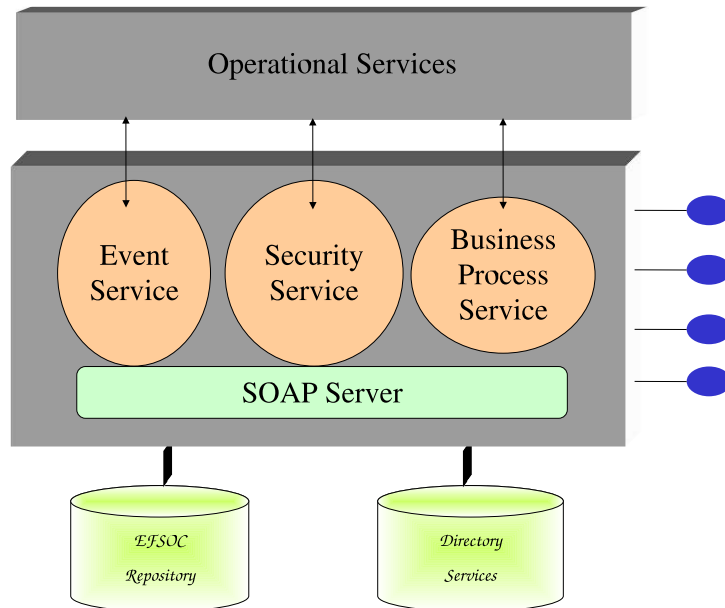 Operational Services
Event
Service
Security
Service
Business
Process
Service
SOAP Server
EFSOC
Repository
Directory
Services